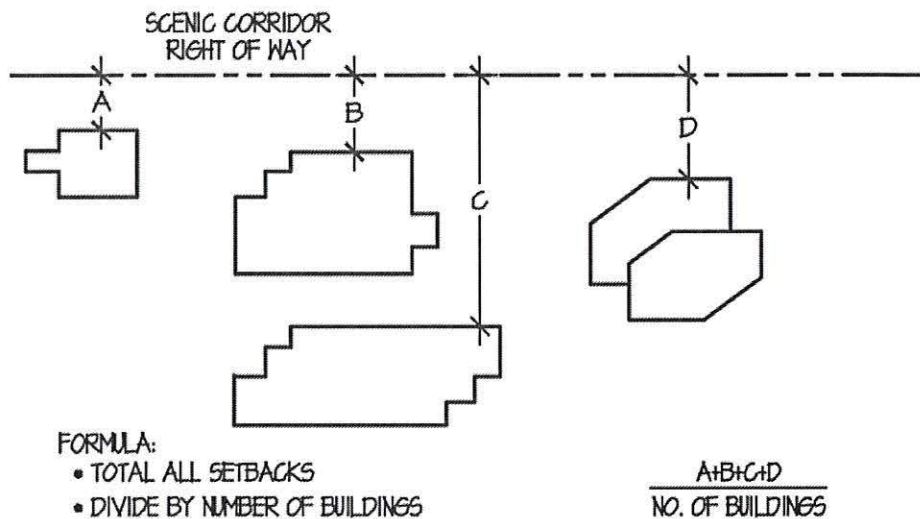 SCENIC CORRIDOR
RIGHT OF WAY
A
B
C
D
FORMULA:
• TOTAL ALL SETBACKS
• DIVIDE BY NUMBER OF BUILDINGS
A+B+C+D
NO. OF BUILDINGS